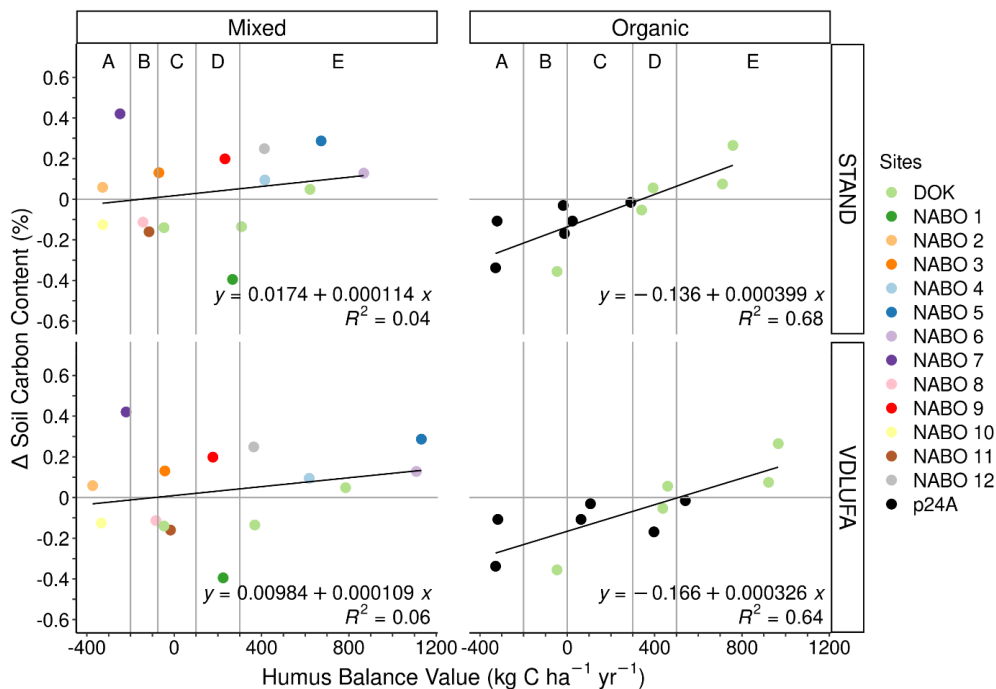 Mixed
Organic
A B C D E
A B C D E
0.6
0.4
0.2
0
-0.2
-0.4
-0.6
y = 0.0174 + 0.000114 x
R² = 0.04
y = −0.136 + 0.000399 x
R² = 0.68
STAND
0.6
0.4
0.2
0
-0.2
-0.4
-0.6
y = 0.00984 + 0.000109 x
R² = 0.06
y = −0.166 + 0.000326 x
R² = 0.64
VDLUFA
-400 0 400 800 1200
-400 0 400 800 1200
Δ Soil Carbon Content (%)
Humus Balance Value (kg C ha⁻¹ yr⁻¹)
Sites
DOK
NABO 1
NABO 2
NABO 3
NABO 4
NABO 5
NABO 6
NABO 7
NABO 8
NABO 9
NABO 10
NABO 11
NABO 12
p24A